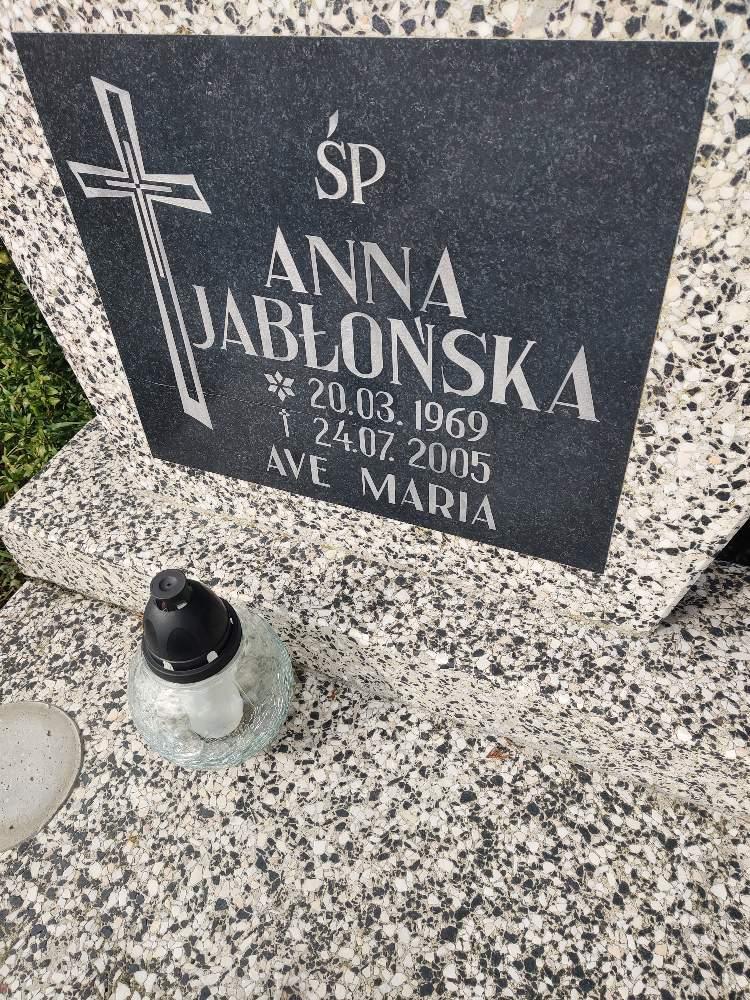 ŚP
ANNA
JABŁOŃSKA
* 20.03.1969
† 24.07.2005
AVE MARIA